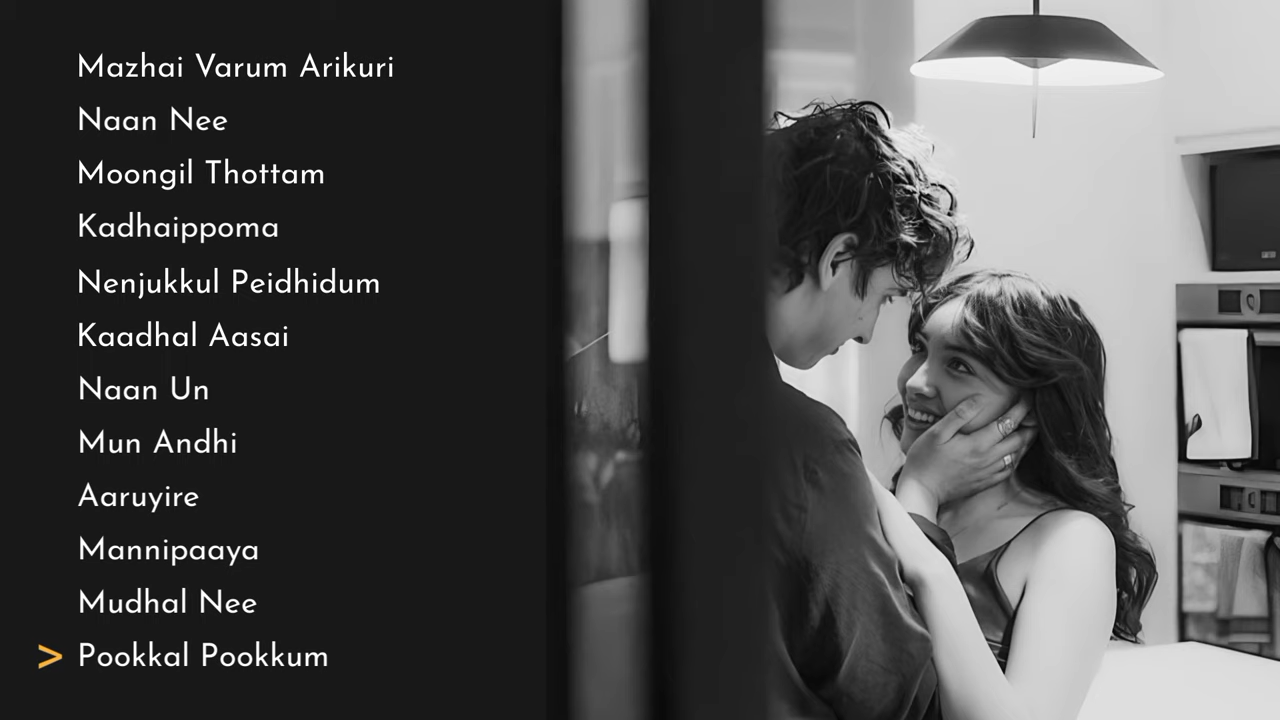 Mazhai Varum Arikuri
Naan Nee
Moongil Thottam
Kadhaippoma
Nenjukkul Peidhidum
Kaadhal Aasai
Naan Un
Mun Andhi
Aaruyire
Mannipaaya
Mudhal Nee
> Pookkal Pookkum